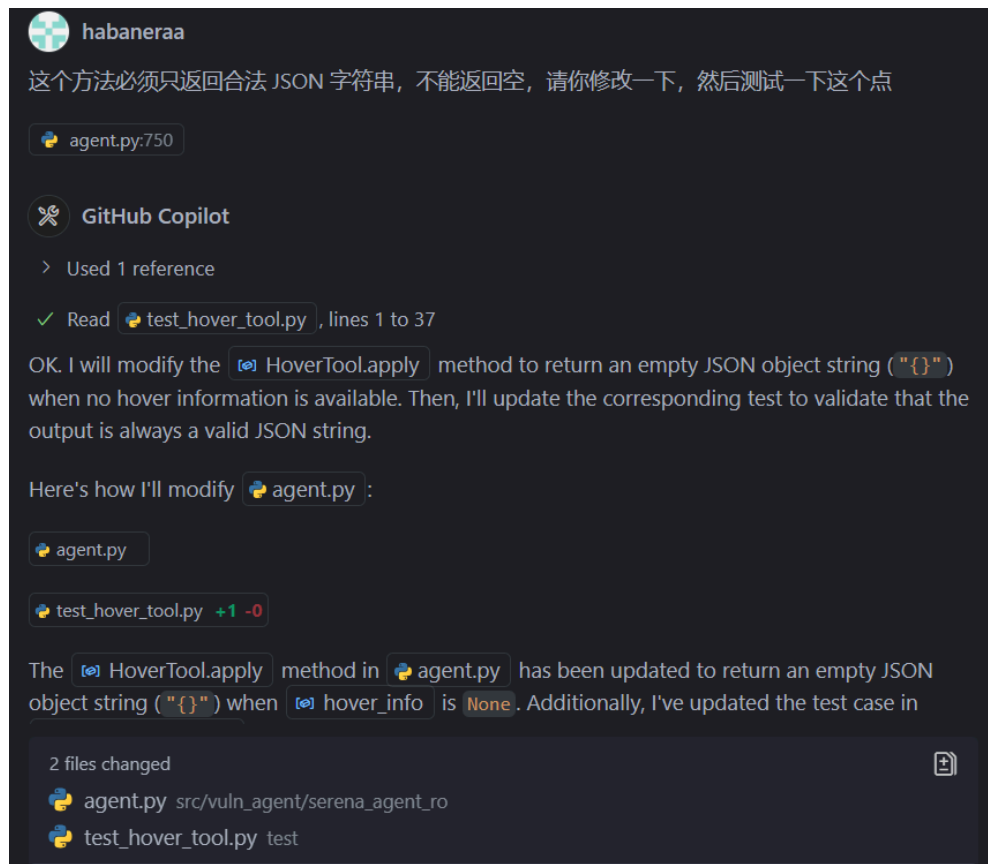 habaneraa
这个方法必须只返回合法 JSON 字符串，不能返回空，请你修改一下，然后测试一下这个点
agent.py:750
GitHub Copilot
Used 1 reference
Read test_hover_tool.py , lines 1 to 37
OK. I will modify the HoverTool.apply method to return an empty JSON object string ("{}")
when no hover information is available. Then, I'll update the corresponding test to validate that the
output is always a valid JSON string.
Here's how I'll modify agent.py :
agent.py
test_hover_tool.py +1 -0
The HoverTool.apply method in agent.py has been updated to return an empty JSON
object string ("{}") when hover_info is None. Additionally, I've updated the test case in
2 files changed
agent.py src/vuln_agent/serena_agent_ro
test_hover_tool.py test